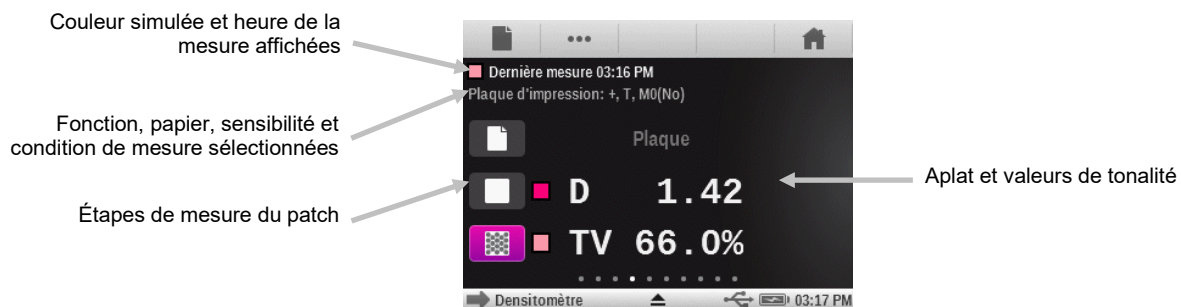 Couleur simulée et heure de la
mesure affichées
Fonction, papier, sensibilité et
condition de mesure sélectionnées
Étapes de mesure du patch
Dernière mesure 03:16 PM
Plaque d'impression: +, T, M0(No)
Plaque
D 1.42
TV 66.0%
Densitomètre 03:17 PM
Aplat et valeurs de tonalité